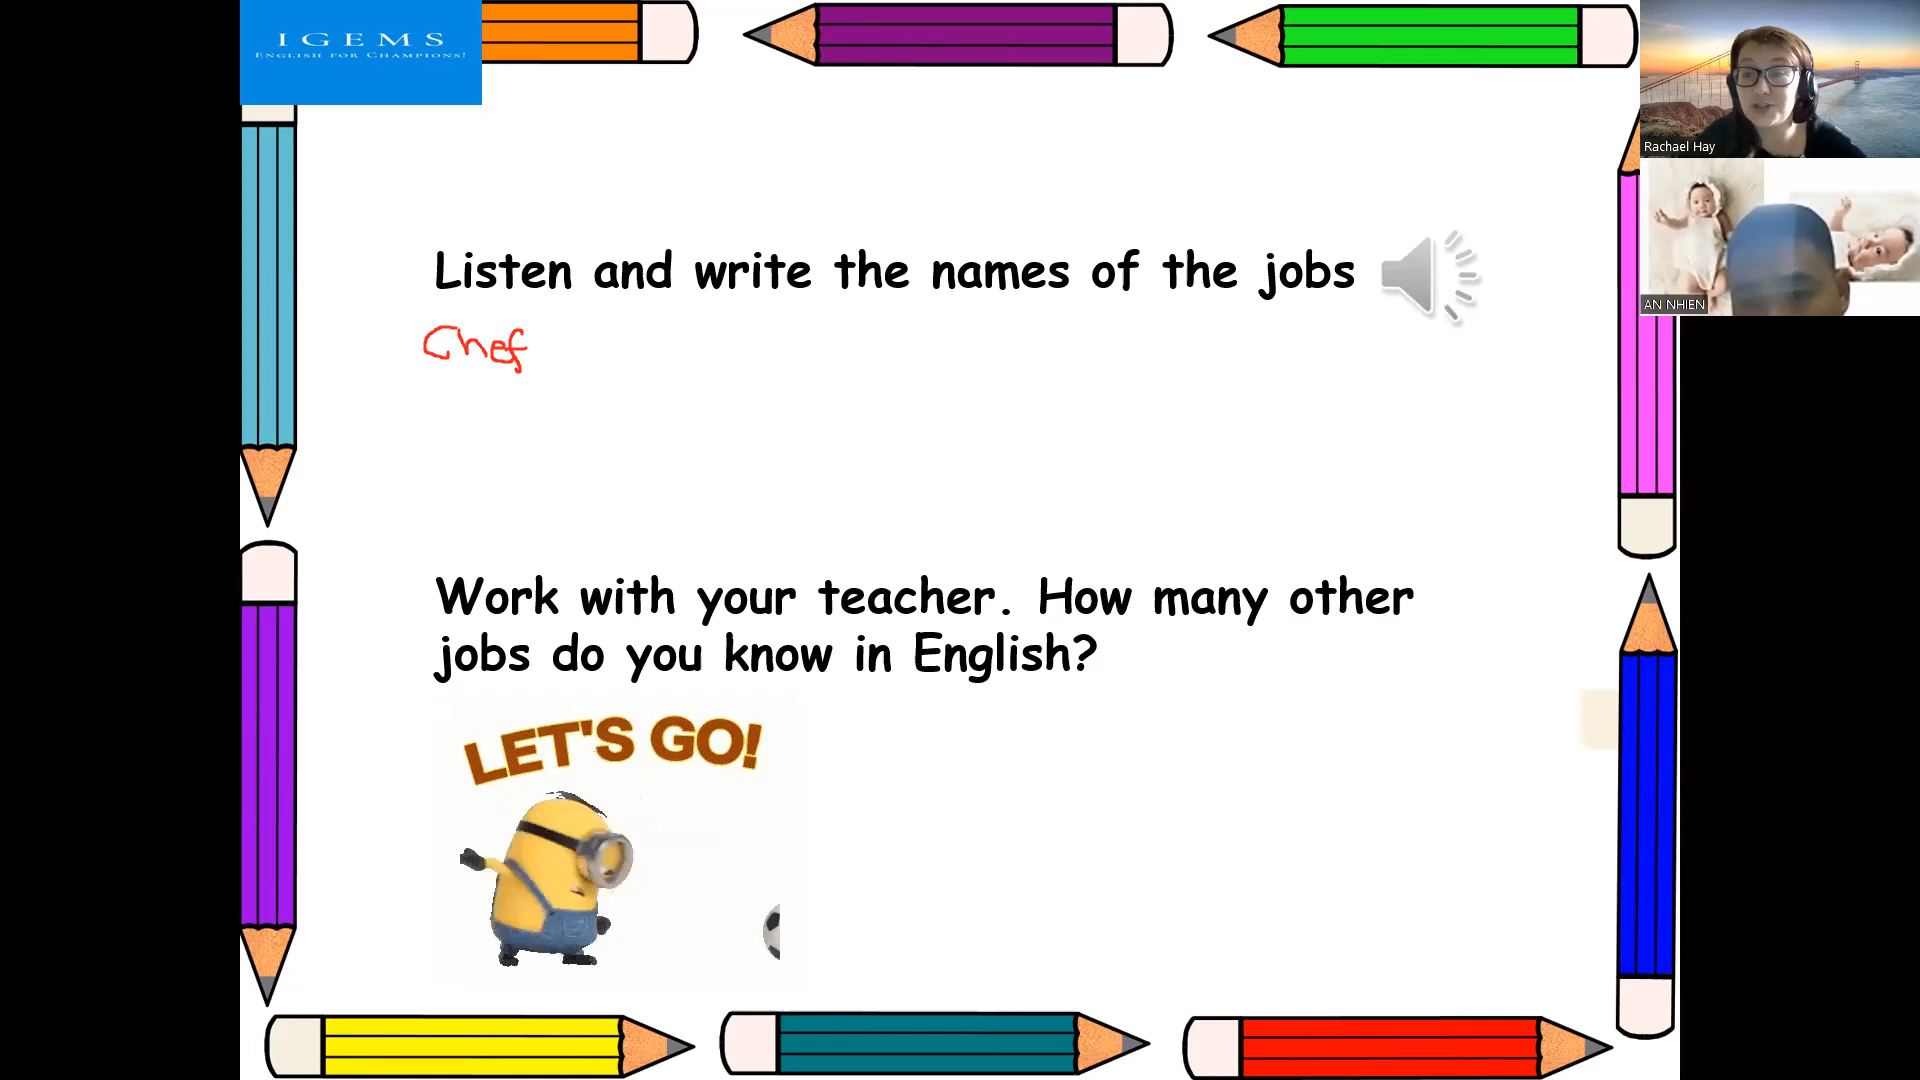 IGEMS
English for Champions!
Rachael Hay
Listen and write the names of the jobs
AN NHIEN
Chef
Work with your teacher. How many other
jobs do you know in English?
LET'S GO!